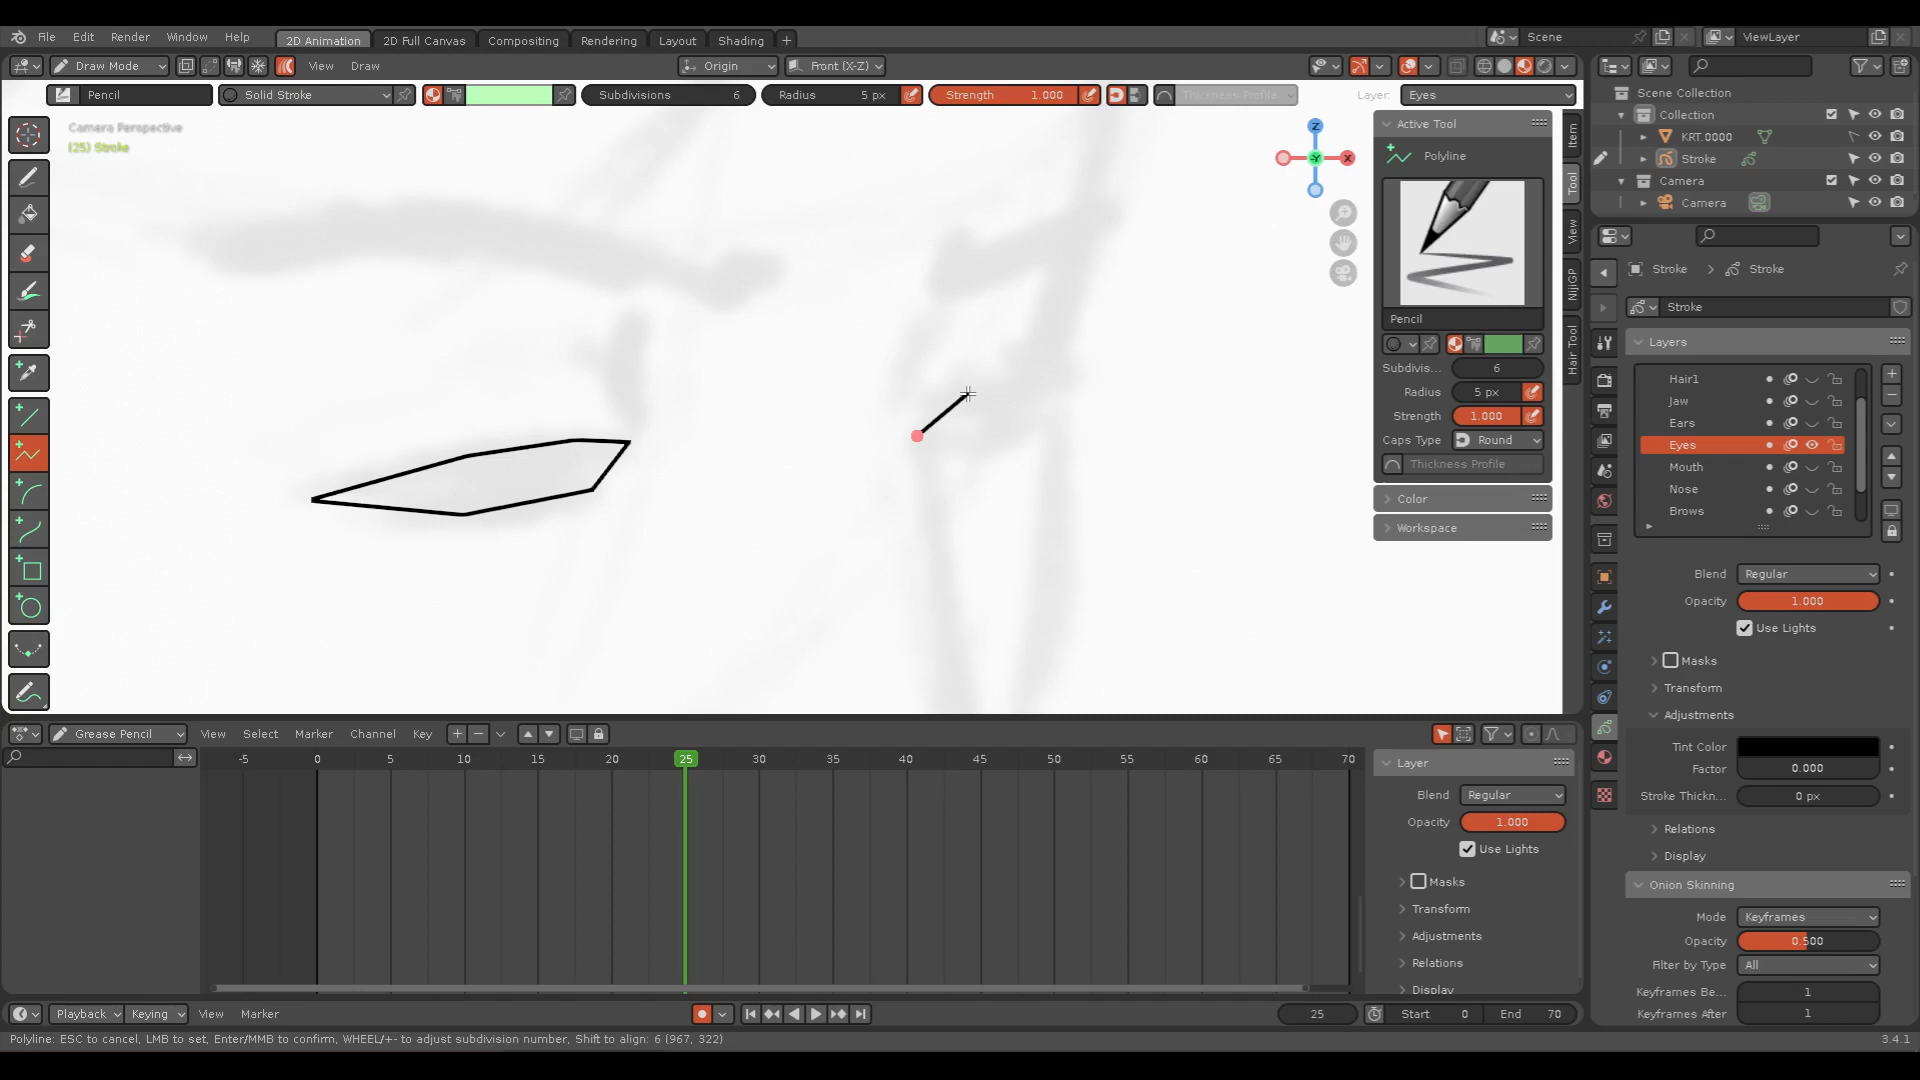 File Edit Render Window Help 2D Animation 2D Full Canvas Compositing Rendering Layout Shading + Scene ViewLayer
Draw Mode View Draw Origin Front (X-Z)
Pencil Solid Stroke Subdivisions 6 Radius 5 px Strength 1.000 Thickness Profile Layer: Eyes
Camera Perspective
(25) Stroke
Z
-Y
X
Active Tool
Polyline
Pencil
Subdivis... 6
Radius 5 px
Strength 1.000
Caps Type Round
Thickness Profile
Color
Workspace
Item
Tool
View
NijiGP
Hair Tool
Scene Collection
Collection
KRT.0000
Stroke
Camera
Camera
Stroke > Stroke
Stroke
Layers
Hair1
Jaw
Ears
Eyes
Mouth
Nose
Brows
Blend Regular
Opacity 1.000
Use Lights
Masks
Transform
Adjustments
Tint Color
Factor 0.000
Stroke Thickn... 0 px
Relations
Display
Onion Skinning
Mode Keyframes
Opacity 0.500
Filter by Type All
Keyframes Be... 1
Keyframes After 1
Grease Pencil View Select Marker Channel Key
-5 0 5 10 15 20 25 30 35 40 45 50 55 60 65 70
Layer
Blend Regular
Opacity 1.000
Use Lights
Masks
Transform
Adjustments
Relations
Display
Playback Keying View Marker 25 Start 0 End 70
Polyline: ESC to cancel, LMB to set, Enter/MMB to confirm, WHEEL/+- to adjust subdivision number, Shift to align: 6 (967, 322) 3.4.1